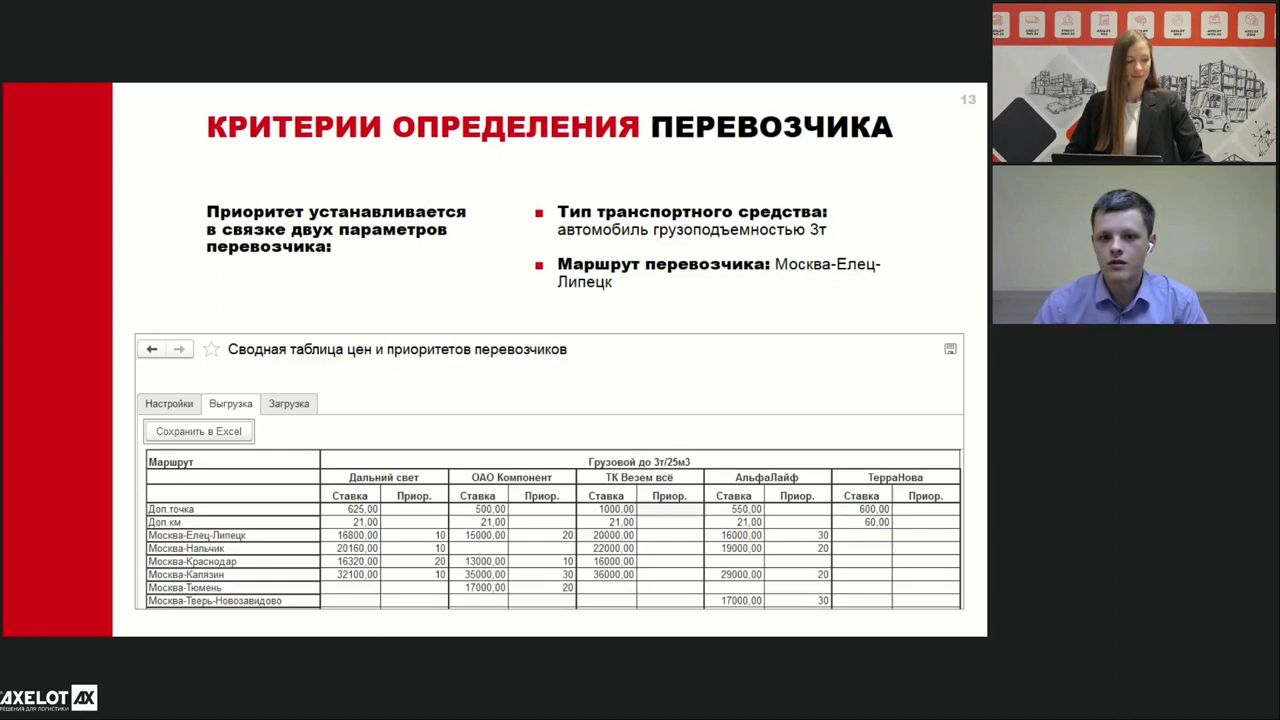 13
КРИТЕРИИ ОПРЕДЕЛЕНИЯ ПЕРЕВОЗЧИКА
Приоритет устанавливается
в связке двух параметров
перевозчика:
Тип транспортного средства:
автомобиль грузоподъемностью 3т
Маршрут перевозчика: Москва-Елец-
Липецк
Сводная таблица цен и приоритетов перевозчиков
Настройки Выгрузка Загрузка
Сохранить в Excel
Маршрут Грузовой до 3т/25м3
Дальний свет ОАО Компонент ТК Везем всё АльфаЛайф ТерраНова
Ставка Приор. Ставка Приор. Ставка Приор. Ставка Приор. Ставка Приор.
Доп.точка 625,00 500,00 1000,00 550,00 600,00
Доп.км 21,00 21,00 21,00 21,00 60,00
Москва-Елец-Липецк 16800,00 10 15000,00 20 20000,00 16000,00 30
Москва-Нальчик 20160,00 10 22000,00 19000,00 20
Москва-Краснодар 16320,00 20 13000,00 10 16000,00
Москва-Калязин 32100,00 10 35000,00 30 36000,00 29000,00 20
Москва-Тюмень 17000,00 20
Москва-Тверь-Новозавидово 17000,00 30
AXELOT AX
РЕШЕНИЯ ДЛЯ ЛОГИСТИКИ